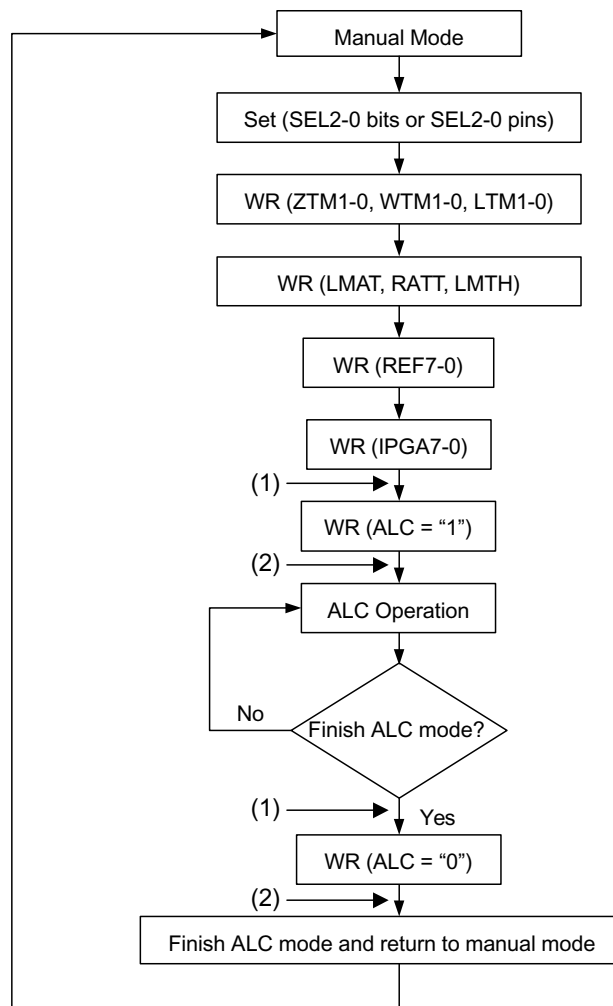 Manual Mode
Set (SEL2-0 bits or SEL2-0 pins)
WR (ZTM1-0, WTM1-0, LTM1-0)
WR (LMAT, RATT, LMTH)
WR (REF7-0)
WR (IPGA7-0)
(1)
WR (ALC = “1”)
(2)
ALC Operation
No
Finish ALC mode?
(1)
Yes
WR (ALC = “0”)
(2)
Finish ALC mode and return to manual mode